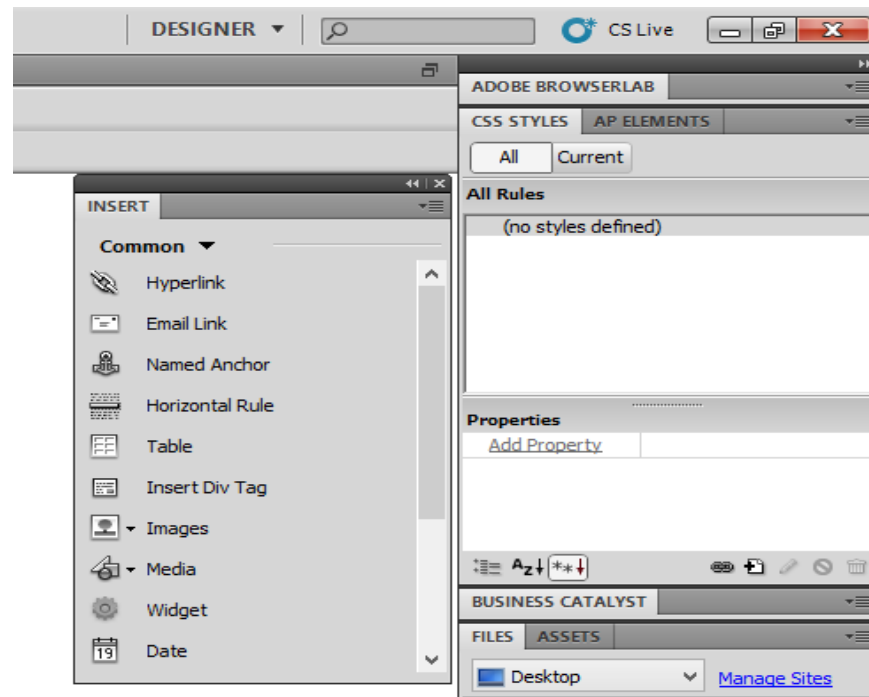 DESIGNER
CS Live
ADOBE BROWSERLAB
CSS STYLES AP ELEMENTS
All Current
All Rules
(no styles defined)
Properties
Add Property
A Z
BUSINESS CATALYST
FILES ASSETS
Desktop Manage Sites
INSERT
Common
Hyperlink
Email Link
Named Anchor
Horizontal Rule
Table
Insert Div Tag
Images
Media
Widget
19 Date